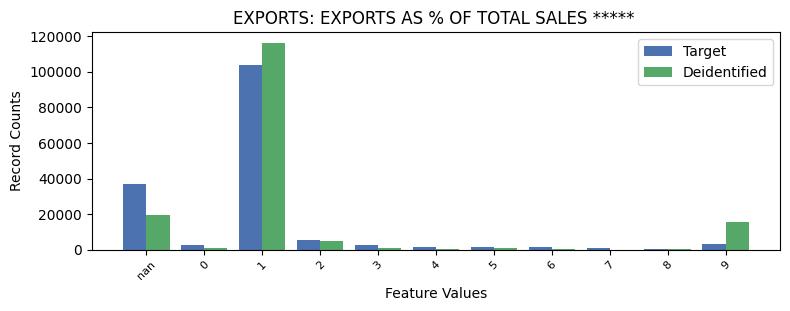 EXPORTS: EXPORTS AS % OF TOTAL SALES *****
120000
100000
80000
60000
40000
20000
0
Record Counts
Target
Deidentified
nan 0 1 2 3 4 5 6 7 8 9
Feature Values